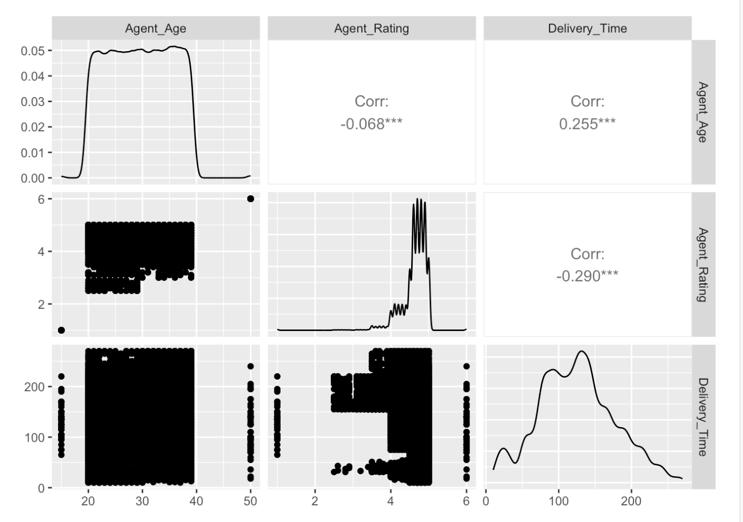 Agent_Age
Agent_Rating
Delivery_Time
0.05
0.04
0.03
0.02
0.01
0.00
Corr:
-0.068***
Corr:
0.255***
Agent_Age
6
4
2
Corr:
-0.290***
Agent_Rating
200
100
0
Delivery_Time
20
30
40
50
2
4
6
0
100
200